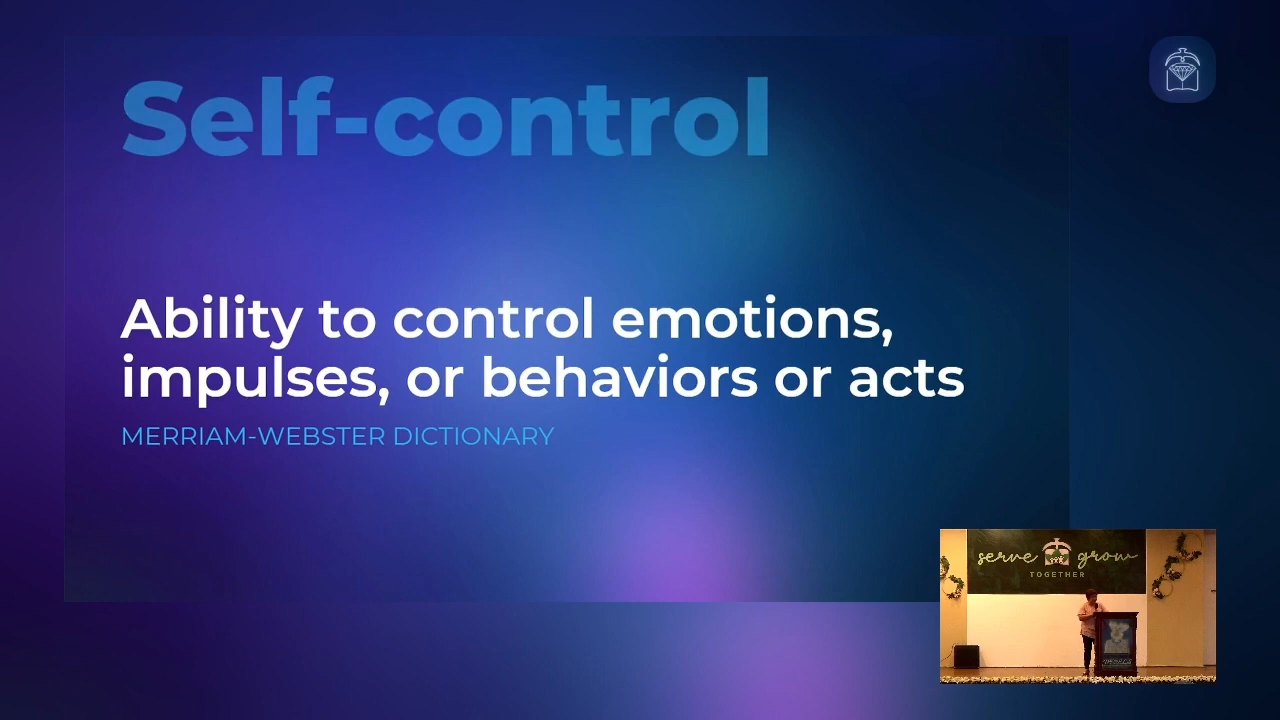 Self-control
Ability to control emotions,
impulses, or behaviors or acts
MERRIAM-WEBSTER DICTIONARY
serve grow
TOGETHER